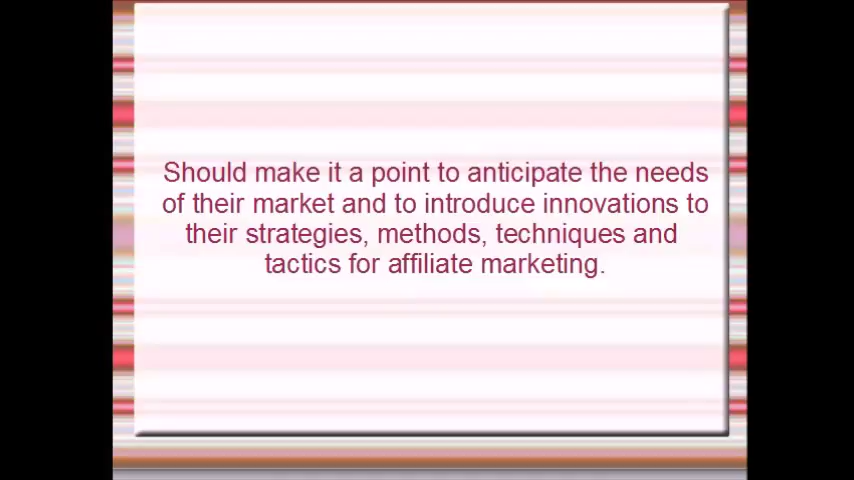 Should make it a point to anticipate the needs
of their market and to introduce innovations to
their strategies, methods, techniques and
tactics for affiliate marketing.